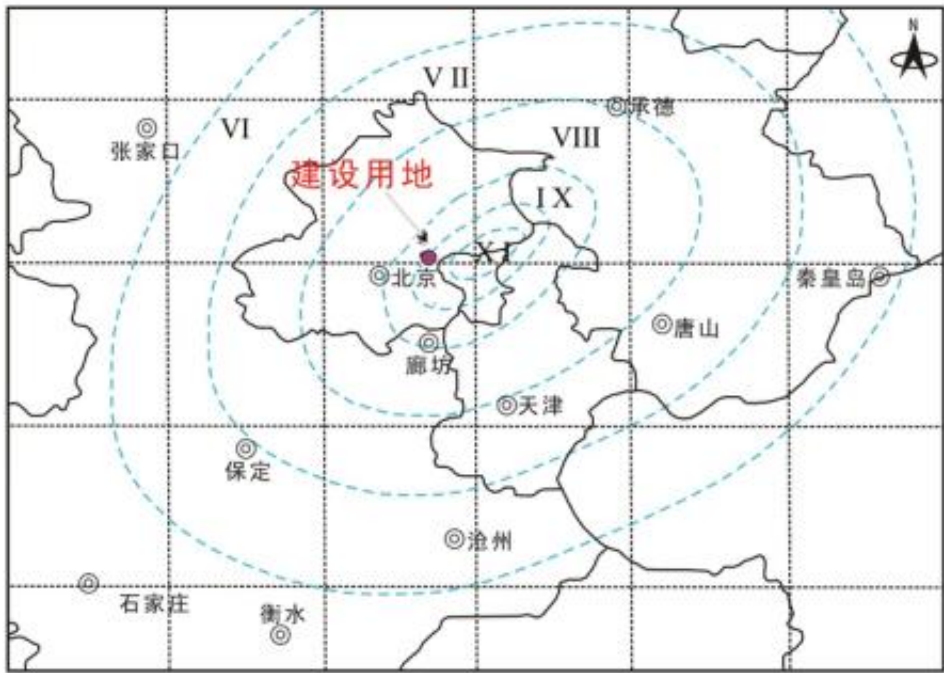 N
VII
承德
VI
张家口
VIII
建设用地
IX
XI
北京
秦皇岛
唐山
廊坊
天津
保定
沧州
石家庄
衡水